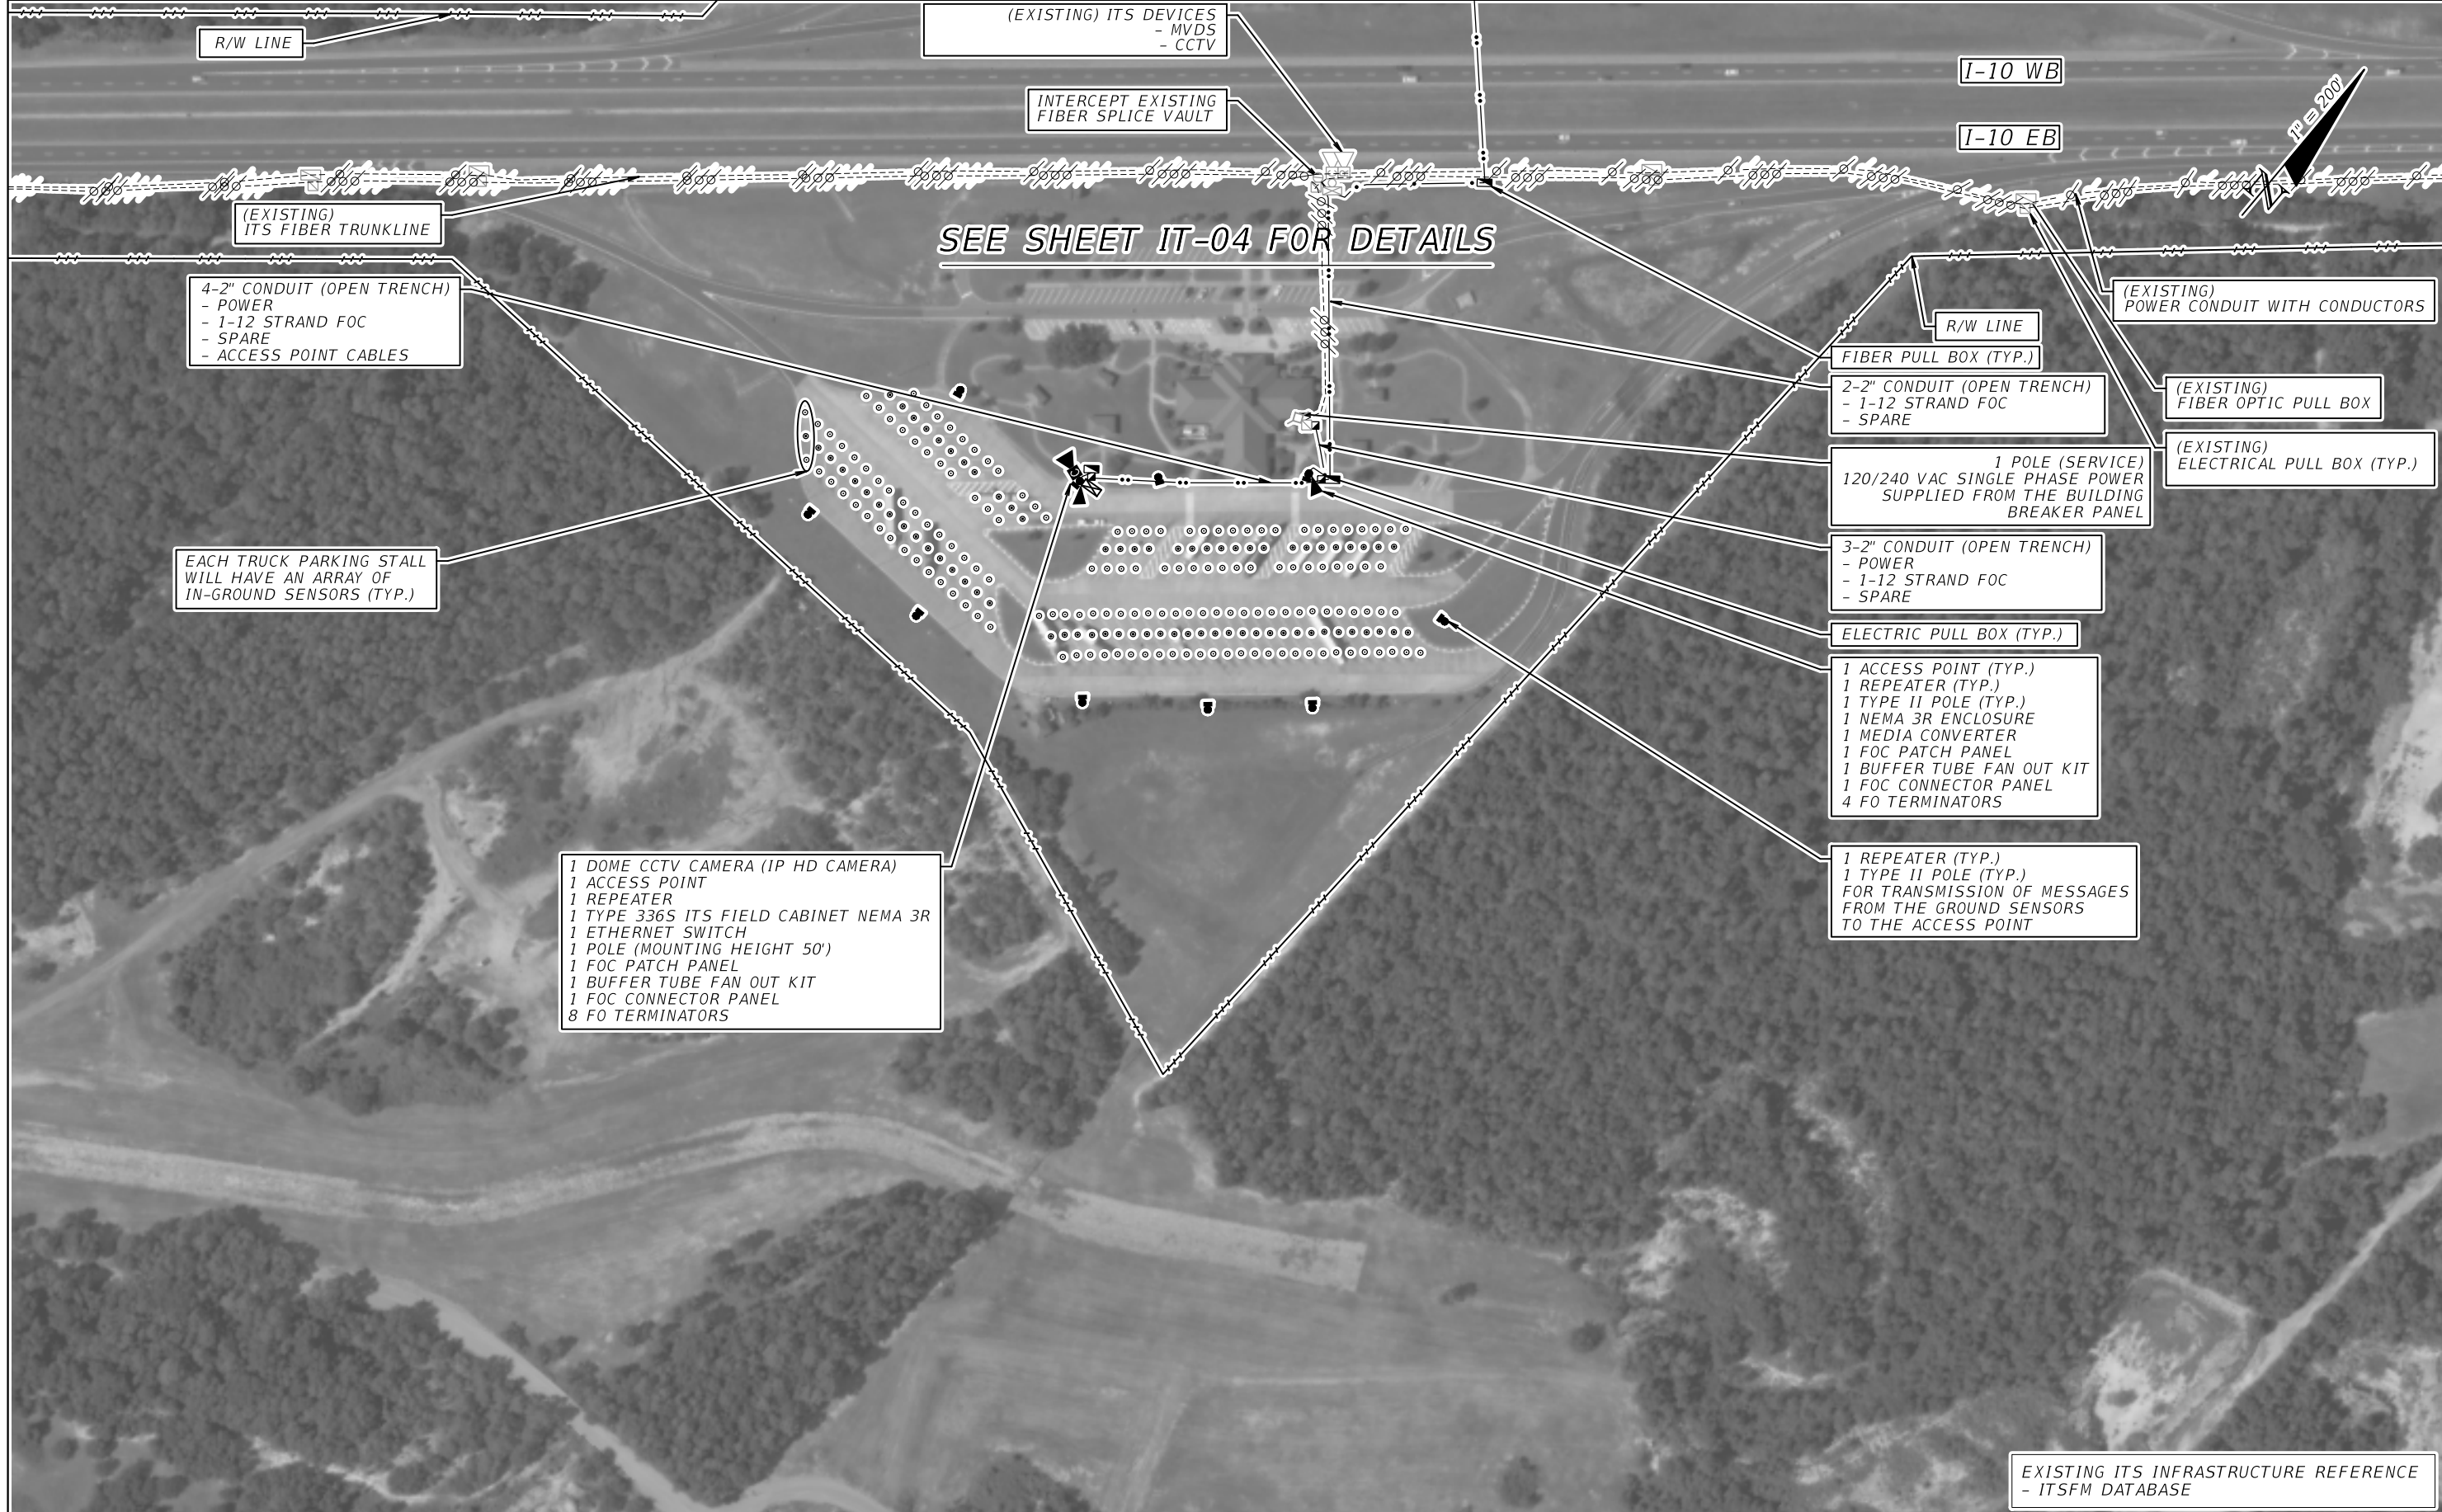 R/W LINE
(EXISTING) ITS DEVICES
- MVDS
- CCTV
INTERCEPT EXISTING
FIBER SPLICE VAULT
I-10 WB
I-10 EB
1" = 200'
N
(EXISTING)
ITS FIBER TRUNKLINE
SEE SHEET IT-04 FOR DETAILS
4-2" CONDUIT (OPEN TRENCH)
- POWER
- 1-12 STRAND FOC
- SPARE
- ACCESS POINT CABLES
EACH TRUCK PARKING STALL
WILL HAVE AN ARRAY OF
IN-GROUND SENSORS (TYP.)
(EXISTING)
POWER CONDUIT WITH CONDUCTORS
R/W LINE
FIBER PULL BOX (TYP.)
2-2" CONDUIT (OPEN TRENCH)
- 1-12 STRAND FOC
- SPARE
(EXISTING)
FIBER OPTIC PULL BOX
(EXISTING)
ELECTRICAL PULL BOX (TYP.)
1 POLE (SERVICE)
120/240 VAC SINGLE PHASE POWER
SUPPLIED FROM THE BUILDING
BREAKER PANEL
3-2" CONDUIT (OPEN TRENCH)
- POWER
- 1-12 STRAND FOC
- SPARE
ELECTRIC PULL BOX (TYP.)
1 ACCESS POINT (TYP.)
1 REPEATER (TYP.)
1 TYPE II POLE (TYP.)
1 NEMA 3R ENCLOSURE
1 MEDIA CONVERTER
1 FOC PATCH PANEL
1 BUFFER TUBE FAN OUT KIT
1 FOC CONNECTOR PANEL
4 FO TERMINATORS
1 REPEATER (TYP.)
1 TYPE II POLE (TYP.)
FOR TRANSMISSION OF MESSAGES
FROM THE GROUND SENSORS
TO THE ACCESS POINT
1 DOME CCTV CAMERA (IP HD CAMERA)
1 ACCESS POINT
1 REPEATER
1 TYPE 336S ITS FIELD CABINET NEMA 3R
1 ETHERNET SWITCH
1 POLE (MOUNTING HEIGHT 50')
1 FOC PATCH PANEL
1 BUFFER TUBE FAN OUT KIT
1 FOC CONNECTOR PANEL
8 FO TERMINATORS
EXISTING ITS INFRASTRUCTURE REFERENCE
- ITSFM DATABASE